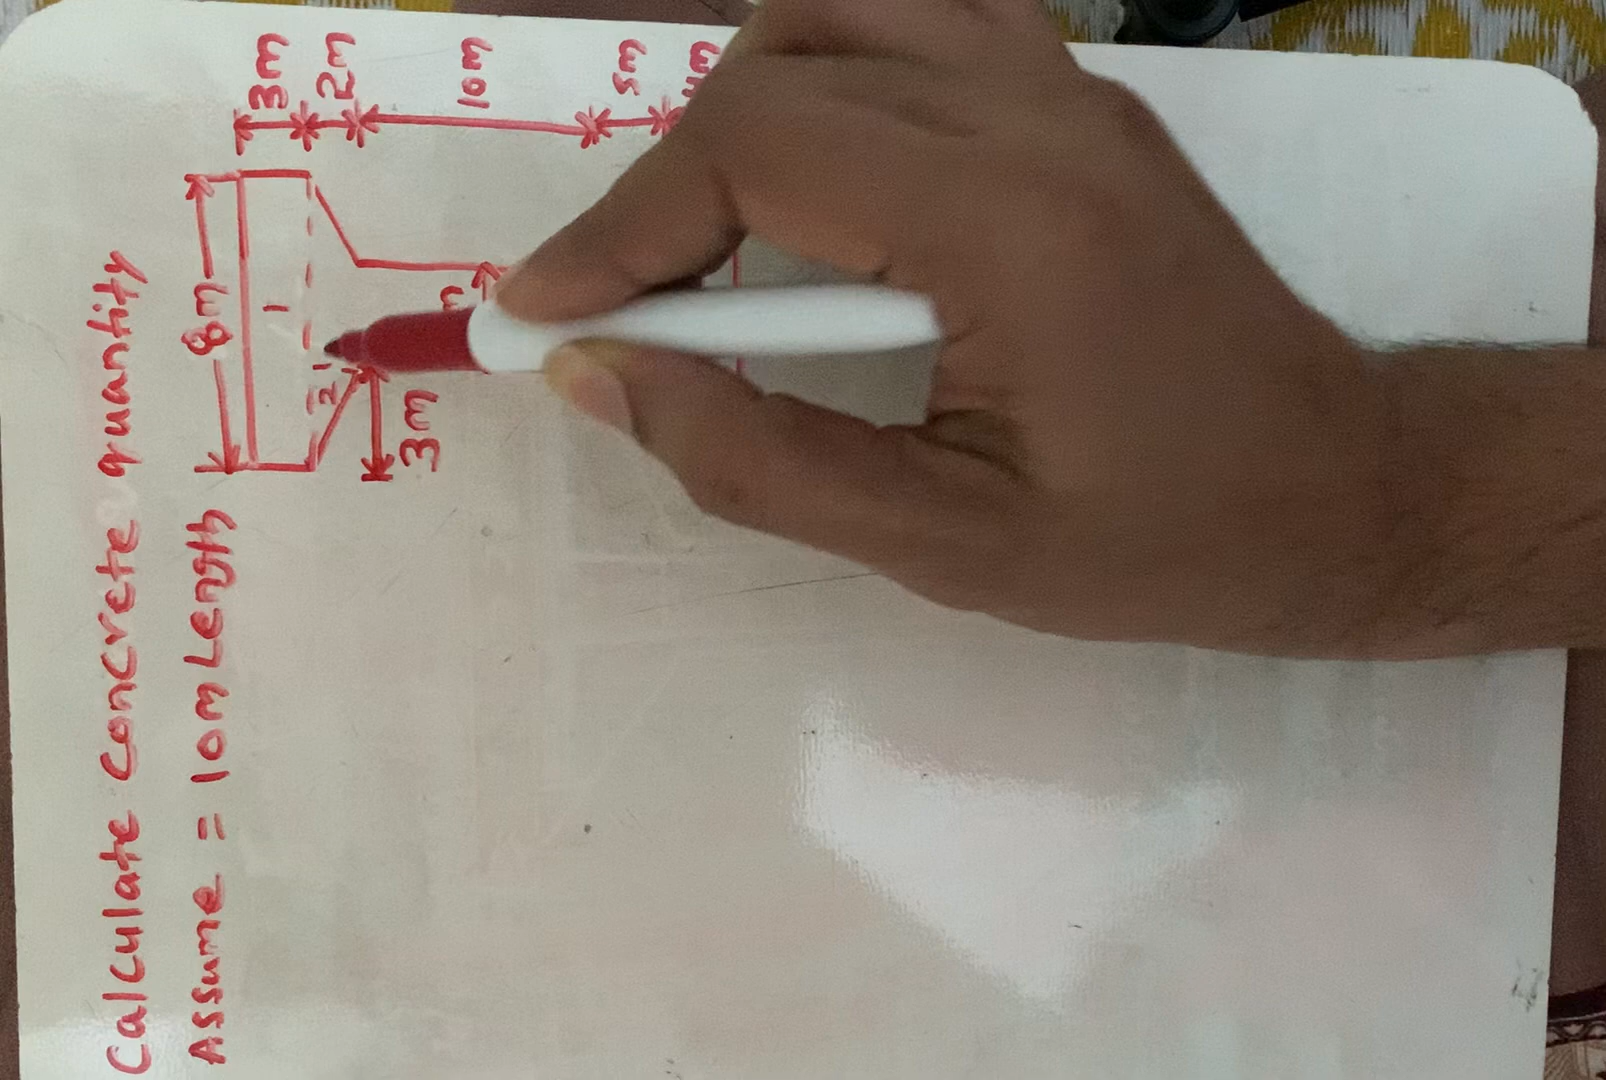 Calculate concrete quantity
Assume = 10m Length
8m
3m
2m
10m
5m
1
2
3m